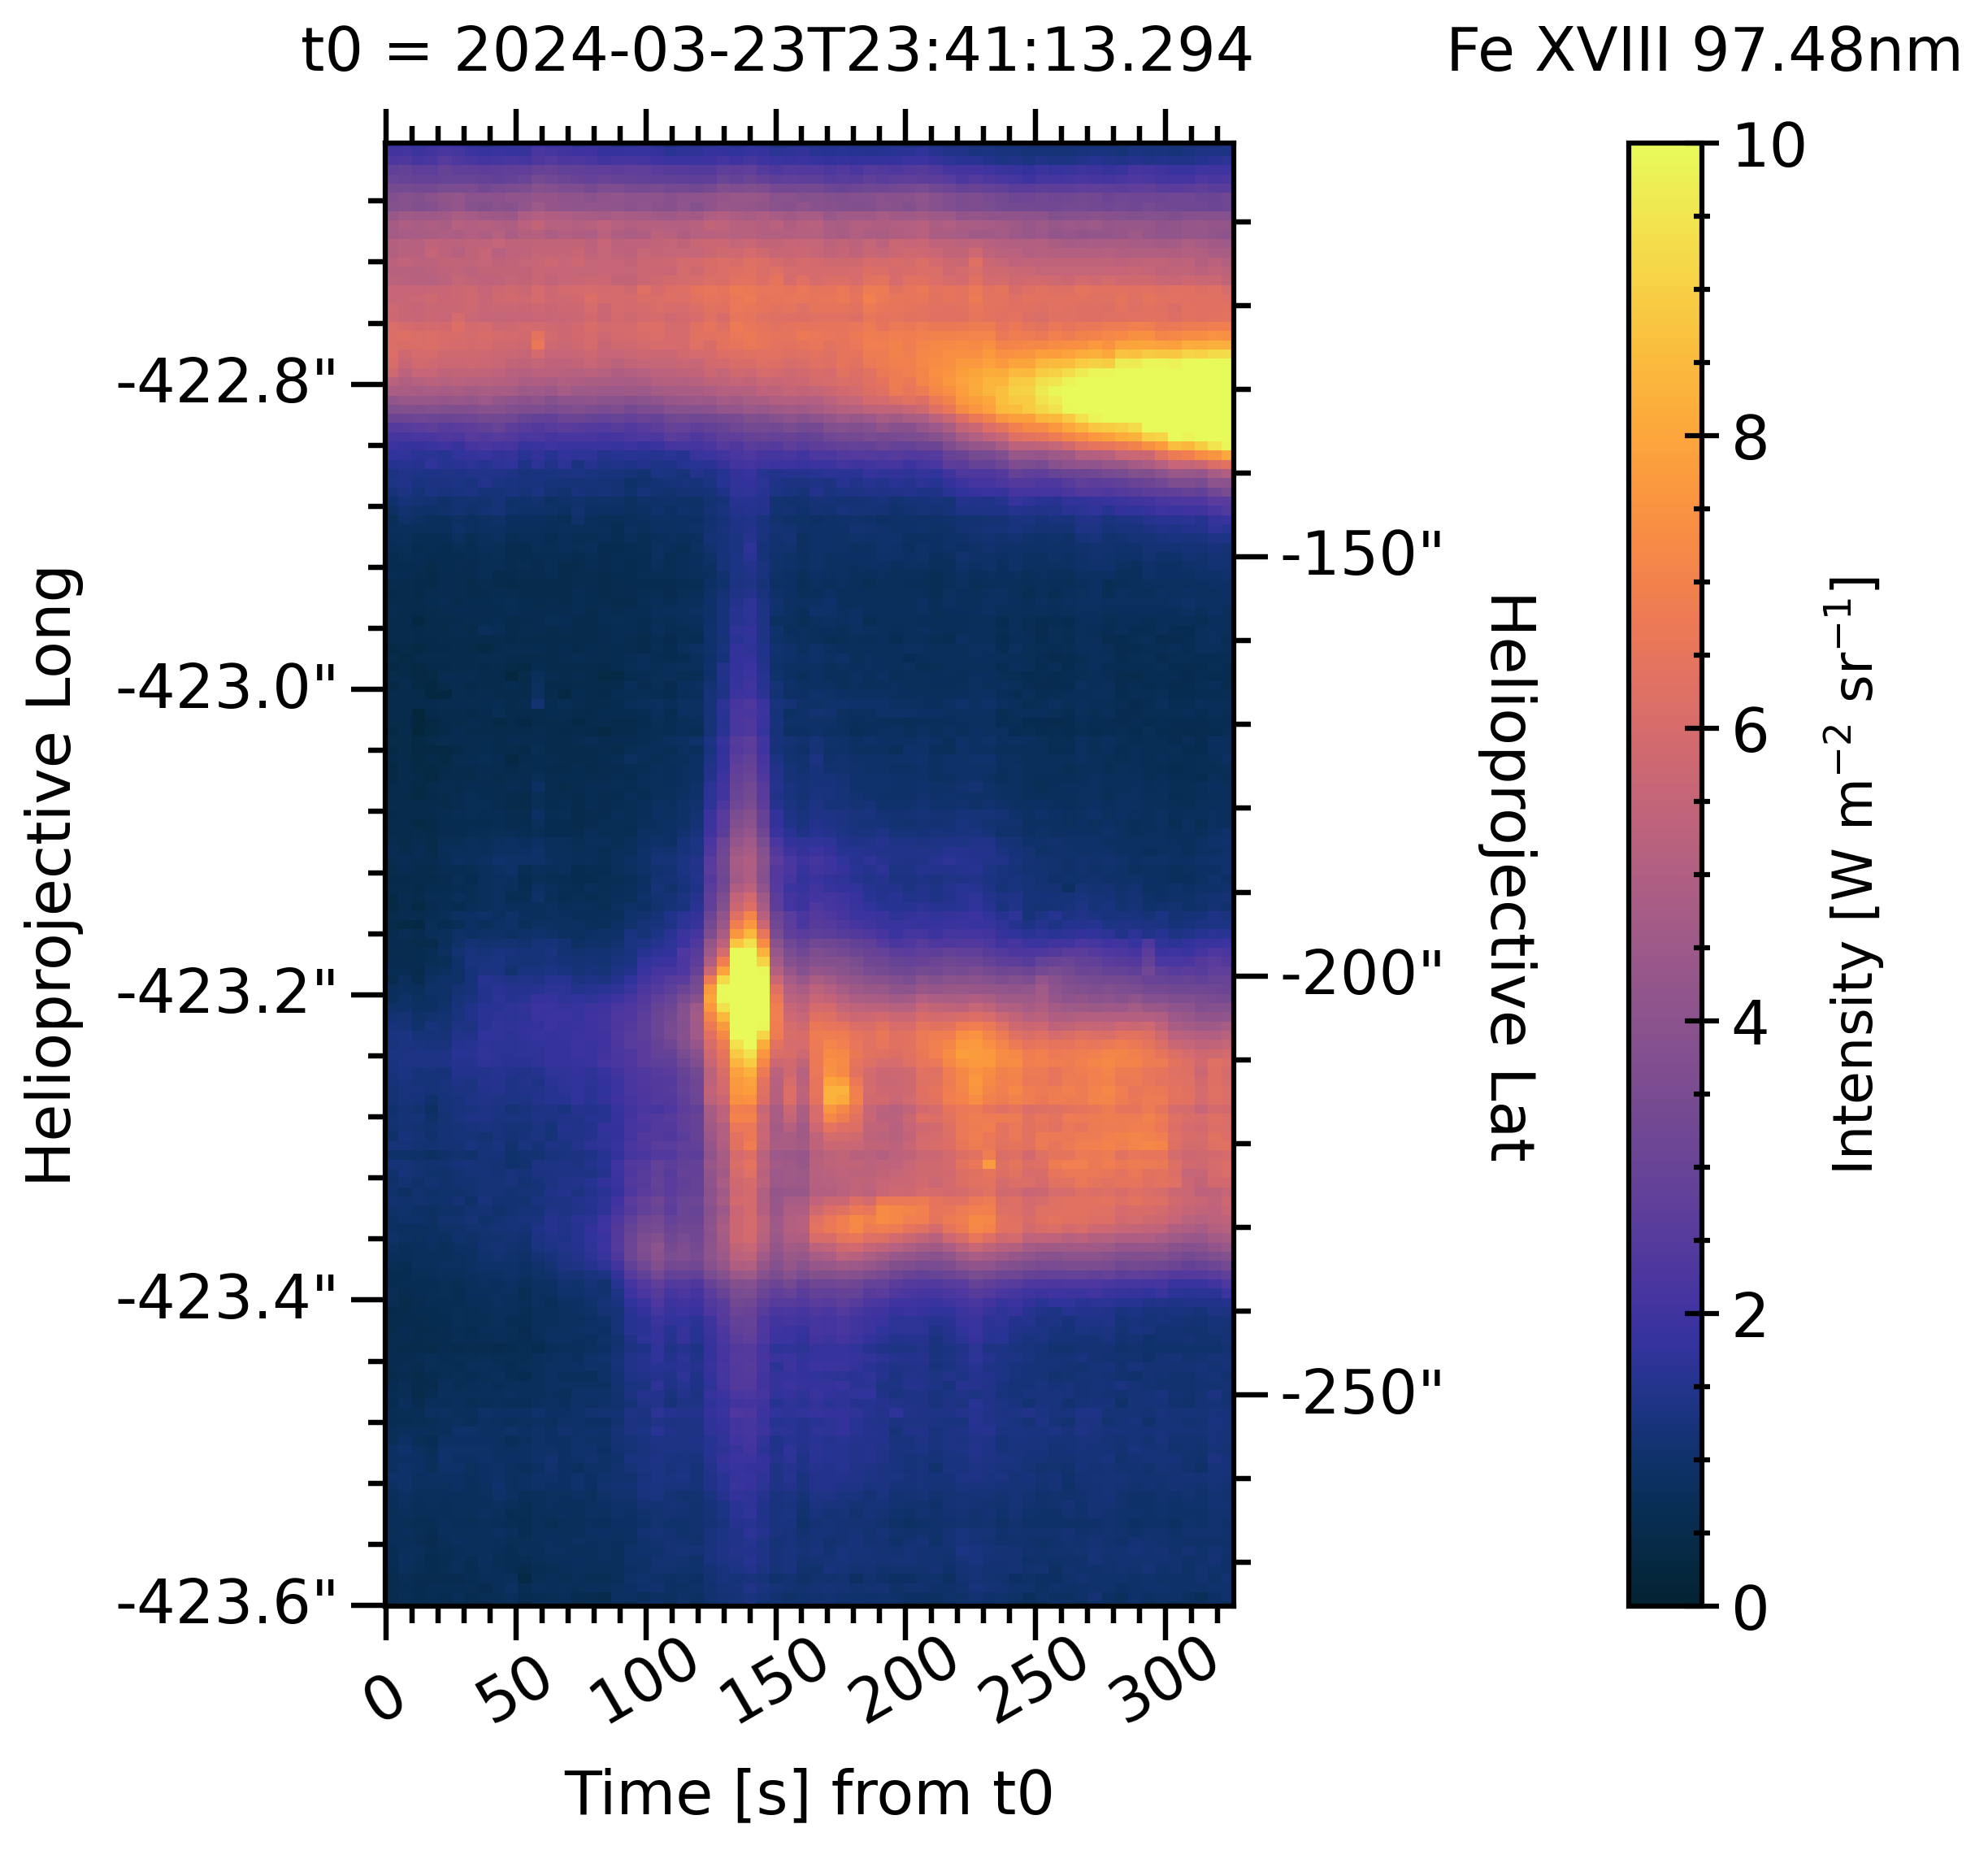 t0 = 2024-03-23T23:41:13.294
Fe XVIII 97.48nm
Helioprojective Long
-422.8"
-423.0"
-423.2"
-423.4"
-423.6"
0 50 100 150 200 250 300
Time [s] from t0
-150"
-200"
-250"
Helioprojective Lat
10
8
6
4
2
0
Intensity [W m⁻² sr⁻¹]